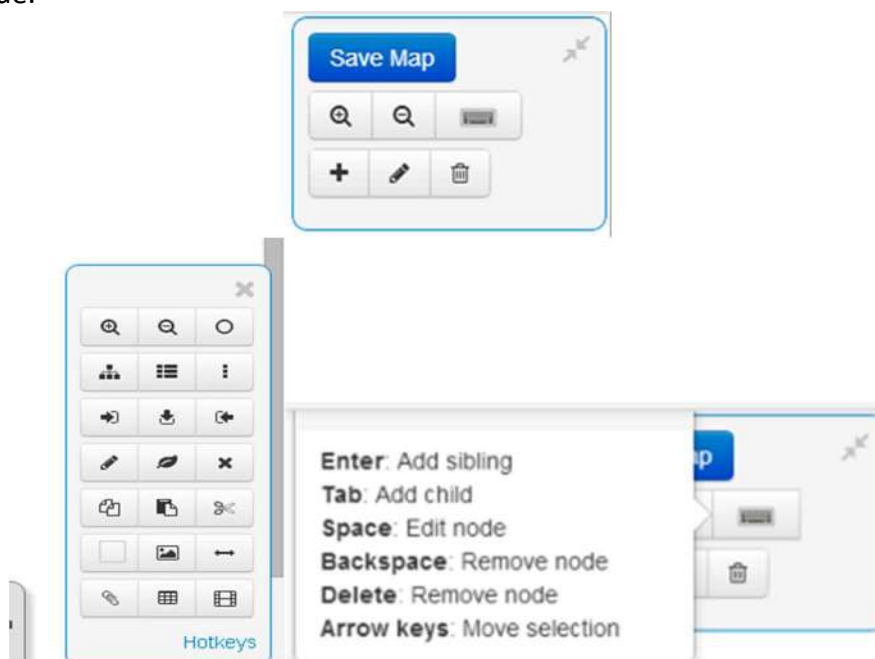 Save Map
Enter: Add sibling
Tab: Add child
Space: Edit node
Backspace: Remove node
Delete: Remove node
Arrow keys: Move selection
Hotkeys